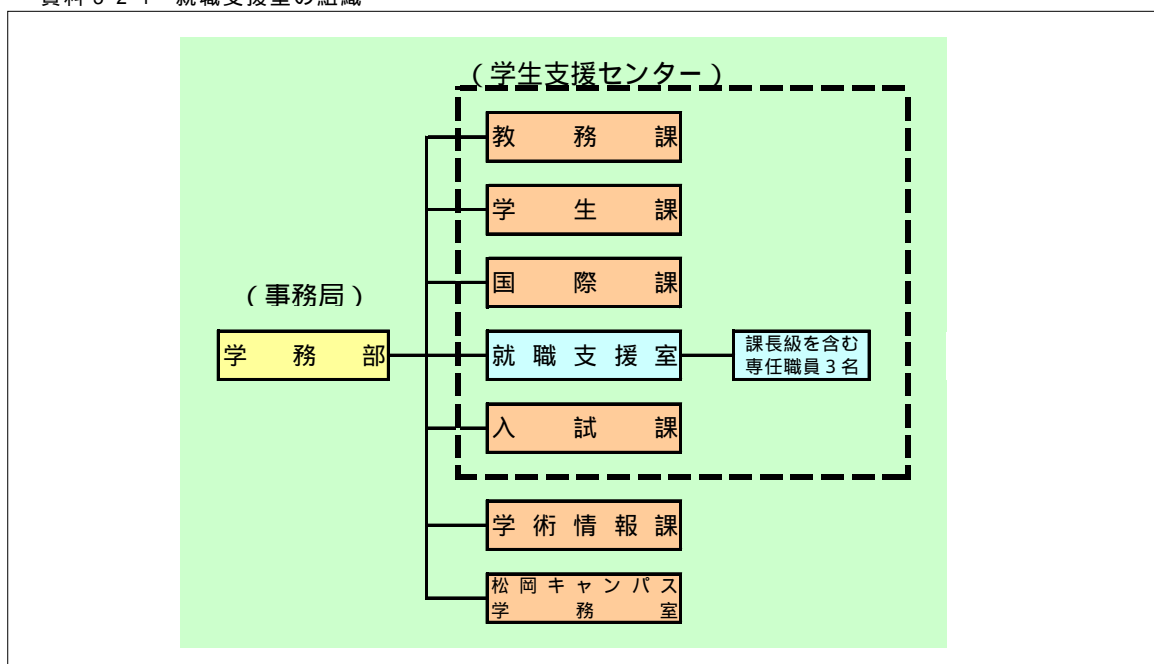 （学生支援センター）
教務課
学生課
国際課
（事務局）
学務部
就職支援室
課長級を含む
専任職員３名
入試課
学術情報課
松岡キャンパス
学務室